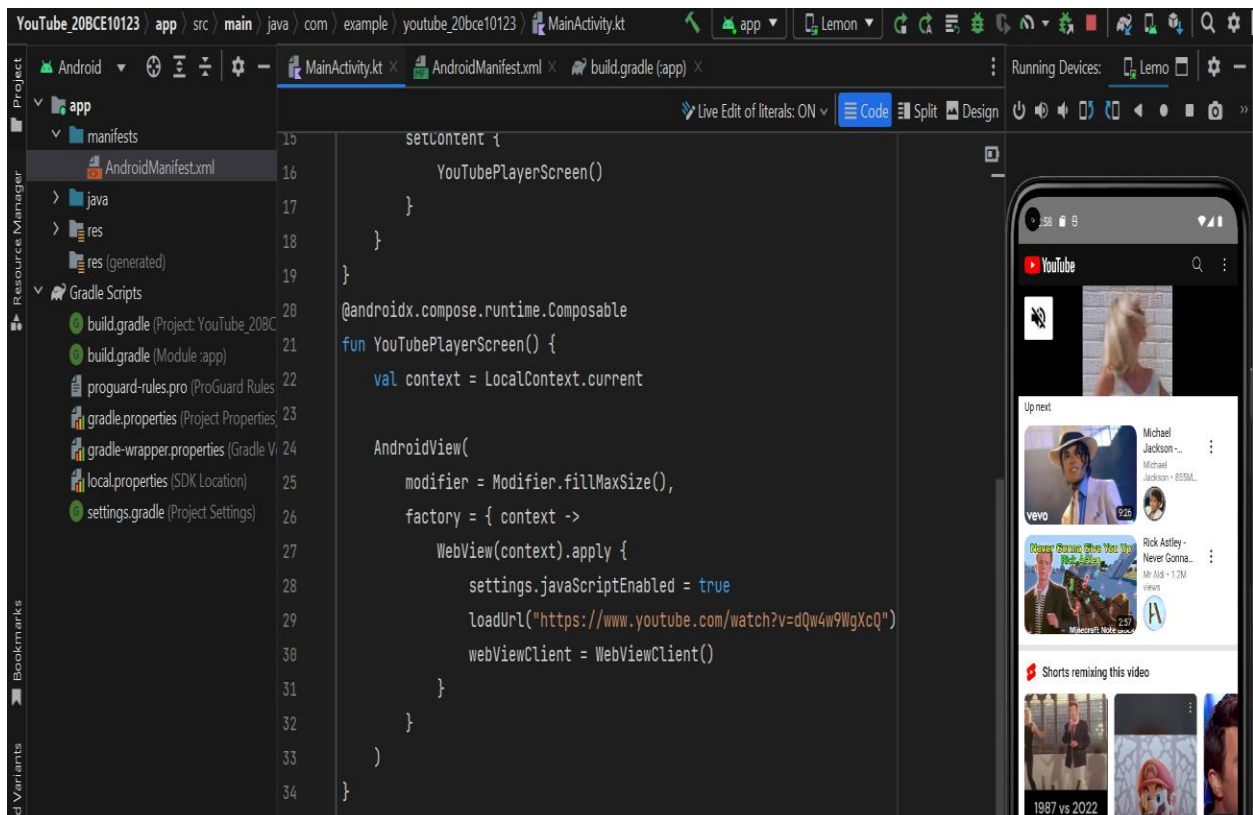 YouTube_20BCE10123 〉 app 〉 src 〉 main 〉 java 〉 com 〉 example 〉 youtube_20bce10123 〉 MainActivity.kt
app
Lemon
Project
Resource Manager
Bookmarks
d Variants
Android
app
manifests
AndroidManifest.xml
java
res
res (generated)
Gradle Scripts
build.gradle (Project: YouTube_20BC
build.gradle (Module :app)
proguard-rules.pro (ProGuard Rules
gradle.properties (Project Properties)
gradle-wrapper.properties (Gradle V
local.properties (SDK Location)
settings.gradle (Project Settings)
MainActivity.kt
AndroidManifest.xml
build.gradle (:app)
Live Edit of literals: ON
Code
Split
Design
15 setContent {
16 YouTubePlayerScreen()
17 }
18 }
19 }
20 @androidx.compose.runtime.Composable
21 fun YouTubePlayerScreen() {
22 val context = LocalContext.current
23
24 AndroidView(
25 modifier = Modifier.fillMaxSize(),
26 factory = { context ->
27 WebView(context).apply {
28 settings.javaScriptEnabled = true
29 loadUrl("https://www.youtube.com/watch?v=dQw4w9WgXcQ")
30 webViewClient = WebViewClient()
31 }
32 }
33 )
34 }
Running Devices:
Lemo
:58
YouTube
Up next
vevo
9:26
Michael
Jackson -...
Michael
Jackson • 855M...
Never Gonna Give You Up
Rick Astley
Minecraft Note Block
2:57
Rick Astley -
Never Gonna...
Mr Aldi • 1.2M
views
Shorts remixing this video
1987 vs 2022